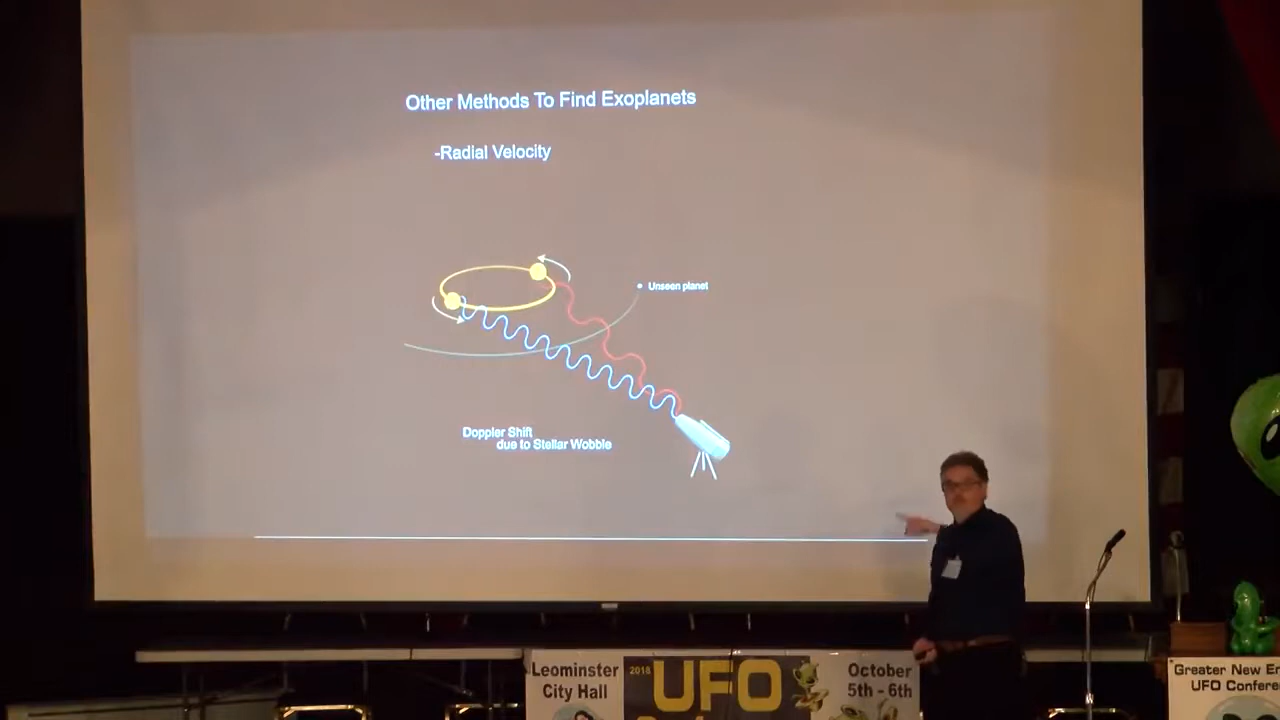 Other Methods To Find Exoplanets
-Radial Velocity
Unseen planet
Doppler Shift
due to Stellar Wobble
Leominster
City Hall
2018
UFO
October
5th - 6th
Greater New
UFO